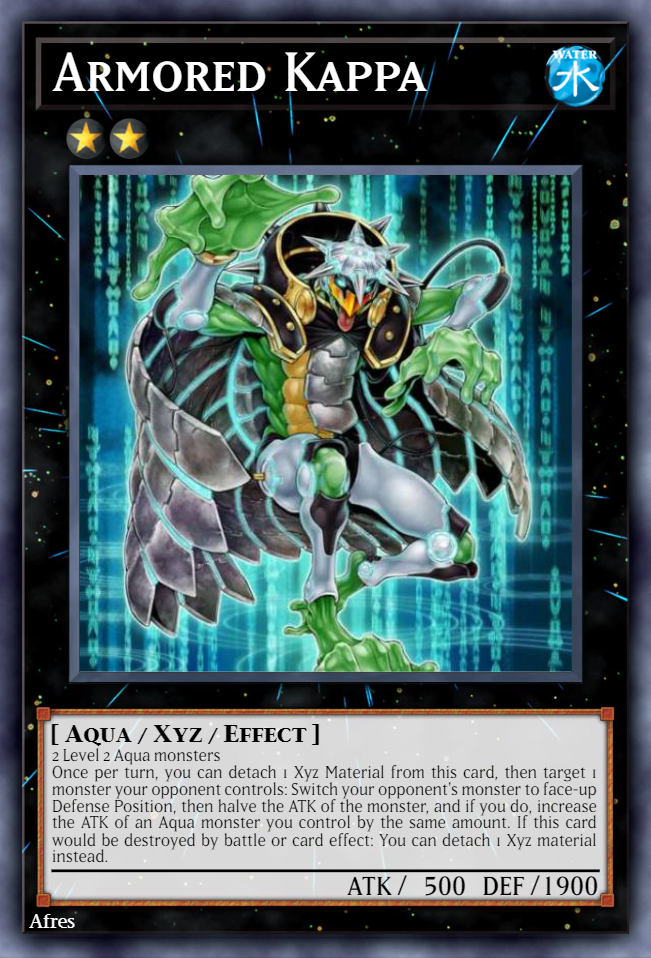 Armored Kappa
WATER
水
[ Aqua / Xyz / Effect ]
2 Level 2 Aqua monsters
Once per turn, you can detach 1 Xyz Material from this card, then target 1
monster your opponent controls: Switch your opponent's monster to face-up
Defense Position, then halve the ATK of the monster, and if you do, increase
the ATK of an Aqua monster you control by the same amount. If this card
would be destroyed by battle or card effect: You can detach 1 Xyz material
instead.
ATK / 500 DEF /1900
Afres